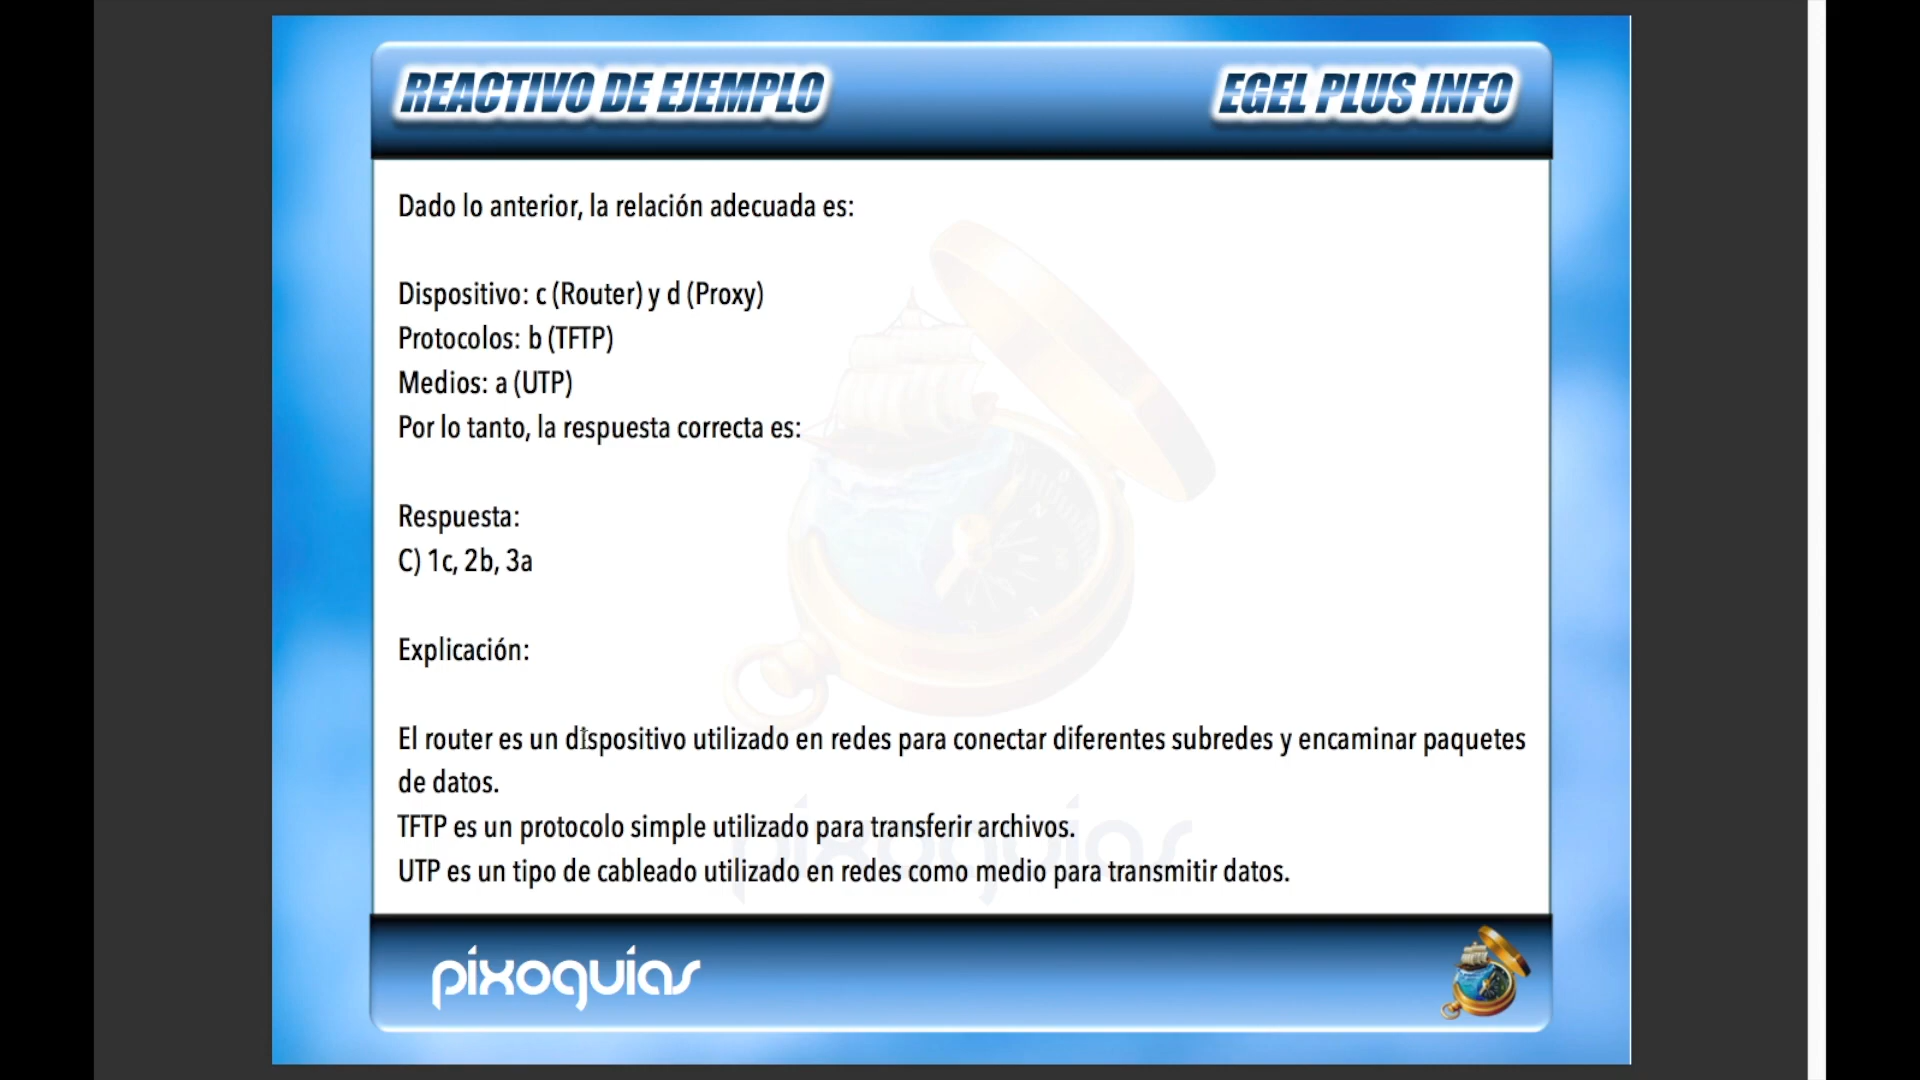 REACTIVO DE EJEMPLO
EGEL PLUS INFO
Dado lo anterior, la relación adecuada es:
Dispositivo: c (Router) y d (Proxy)
Protocolos: b (TFTP)
Medios: a (UTP)
Por lo tanto, la respuesta correcta es:
Respuesta:
C) 1c, 2b, 3a
Explicación:
El router es un dispositivo utilizado en redes para conectar diferentes subredes y encaminar paquetes
de datos.
TFTP es un protocolo simple utilizado para transferir archivos.
UTP es un tipo de cableado utilizado en redes como medio para transmitir datos.
pixoguías